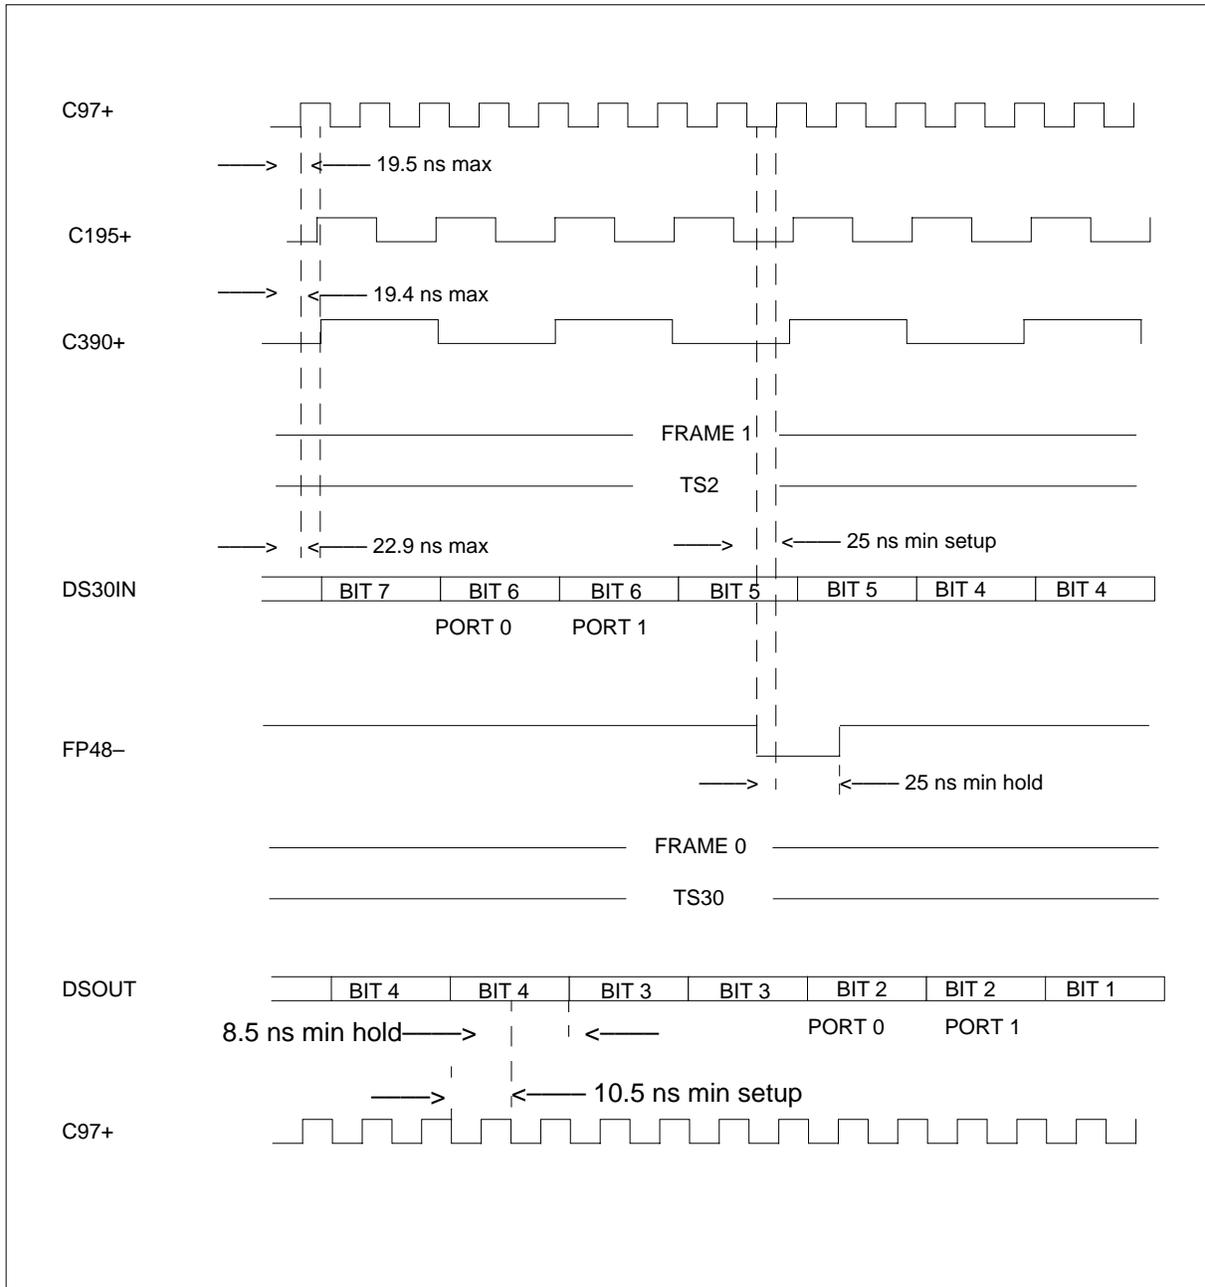 C97+
19.5 ns max
C195+
19.4 ns max
C390+
FRAME 1
TS2
22.9 ns max
25 ns min setup
DS30IN
BIT 7 BIT 6 BIT 6 BIT 5 BIT 5 BIT 4 BIT 4
PORT 0 PORT 1
FP48–
25 ns min hold
FRAME 0
TS30
DSOUT
BIT 4 BIT 4 BIT 3 BIT 3 BIT 2 BIT 2 BIT 1
8.5 ns min hold
PORT 0 PORT 1
10.5 ns min setup
C97+